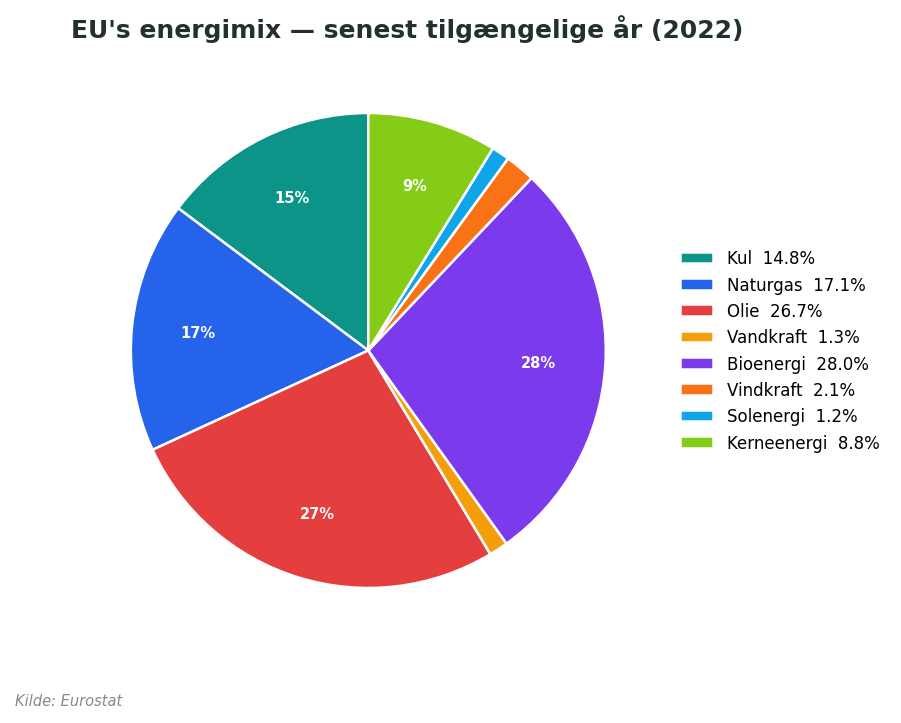 EU's energimix — senest tilgængelige år (2022)
9%
15%
17%
28%
27%
Kul  14.8%
Naturgas  17.1%
Olie  26.7%
Vandkraft  1.3%
Bioenergi  28.0%
Vindkraft  2.1%
Solenergi  1.2%
Kerneenergi  8.8%
Kilde: Eurostat